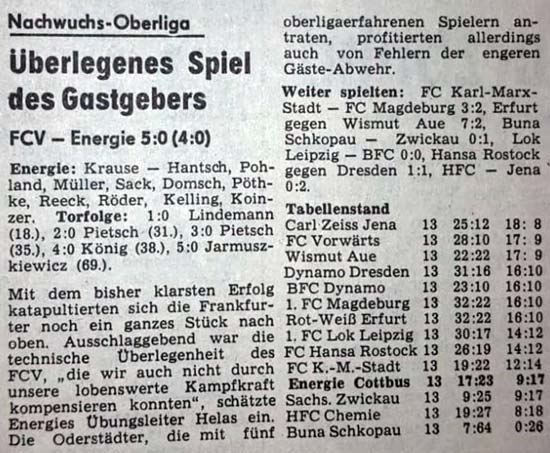 Nachwuchs-Oberliga
Überlegenes Spiel
des Gastgebers
FCV – Energie 5:0 (4:0)
Energie: Krause – Hantsch, Poh-
land, Müller, Sack, Domsch, Pöth-
ke, Reeck, Röder, Kelling, Koin-
zer. Torfolge: 1:0 Lindemann
(18.), 2:0 Pietsch (31.), 3:0 Pietsch
(35.), 4:0 König (38.), 5:0 Jarmusz-
kiewicz (69.).
Mit dem bisher klarsten Erfolg
katapultierten sich die Frankfur-
ter noch ein ganzes Stück nach
oben. Ausschlaggebend war die
technische Überlegenheit des
FCV, „die wir auch nicht durch
unsere lobenswerte Kampfkraft
kompensieren konnten", schätzte
Energies Übungsleiter Helas ein.
Die Oderstädter, die mit fünf
oberligaerfahrenen Spielern an-
traten, profitierten allerdings
auch von Fehlern der engeren
Gäste-Abwehr.
Weiter spielten: FC Karl-Marx-
Stadt – FC Magdeburg 3:2, Erfurt
gegen Wismut Aue 7:2, Buna
Schkopau – Zwickau 0:1, Lok
Leipzig – BFC 0:0, Hansa Rostock
gegen Dresden 1:1, HFC – Jena
0:2.
Tabellenstand
Carl Zeiss Jena 13 25:12 18: 8
FC Vorwärts 13 28:10 17: 9
Wismut Aue 13 22:22 17: 9
Dynamo Dresden 13 31:16 16:10
BFC Dynamo 13 23:10 16:10
1. FC Magdeburg 13 32:22 16:10
Rot-Weiß Erfurt 13 32:22 16:10
1. FC Lok Leipzig 13 30:17 14:12
FC Hansa Rostock 13 26:19 14:12
FC K.-M.-Stadt 13 19:22 12:14
Energie Cottbus 13 17:23 9:17
Sachs. Zwickau 13 9:25 9:17
HFC Chemie 13 19:27 8:18
Buna Schkopau 13 7:64 0:26